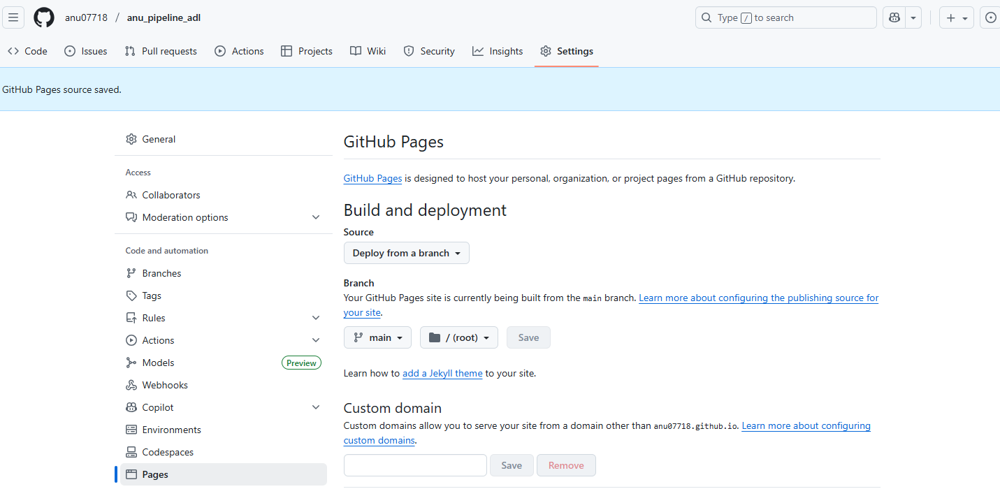 anu07718 / anu_pipeline_adl
Type / to search
Code Issues Pull requests Actions Projects Wiki Security Insights Settings
GitHub Pages source saved.
General
Access
Collaborators
Moderation options
Code and automation
Branches
Tags
Rules
Actions
Models Preview
Webhooks
Copilot
Environments
Codespaces
Pages
GitHub Pages
GitHub Pages is designed to host your personal, organization, or project pages from a GitHub repository.
Build and deployment
Source
Deploy from a branch
Branch
Your GitHub Pages site is currently being built from the main branch. Learn more about configuring the publishing source for
your site.
main / (root) Save
Learn how to add a Jekyll theme to your site.
Custom domain
Custom domains allow you to serve your site from a domain other than anu07718.github.io. Learn more about configuring
custom domains.
Save Remove